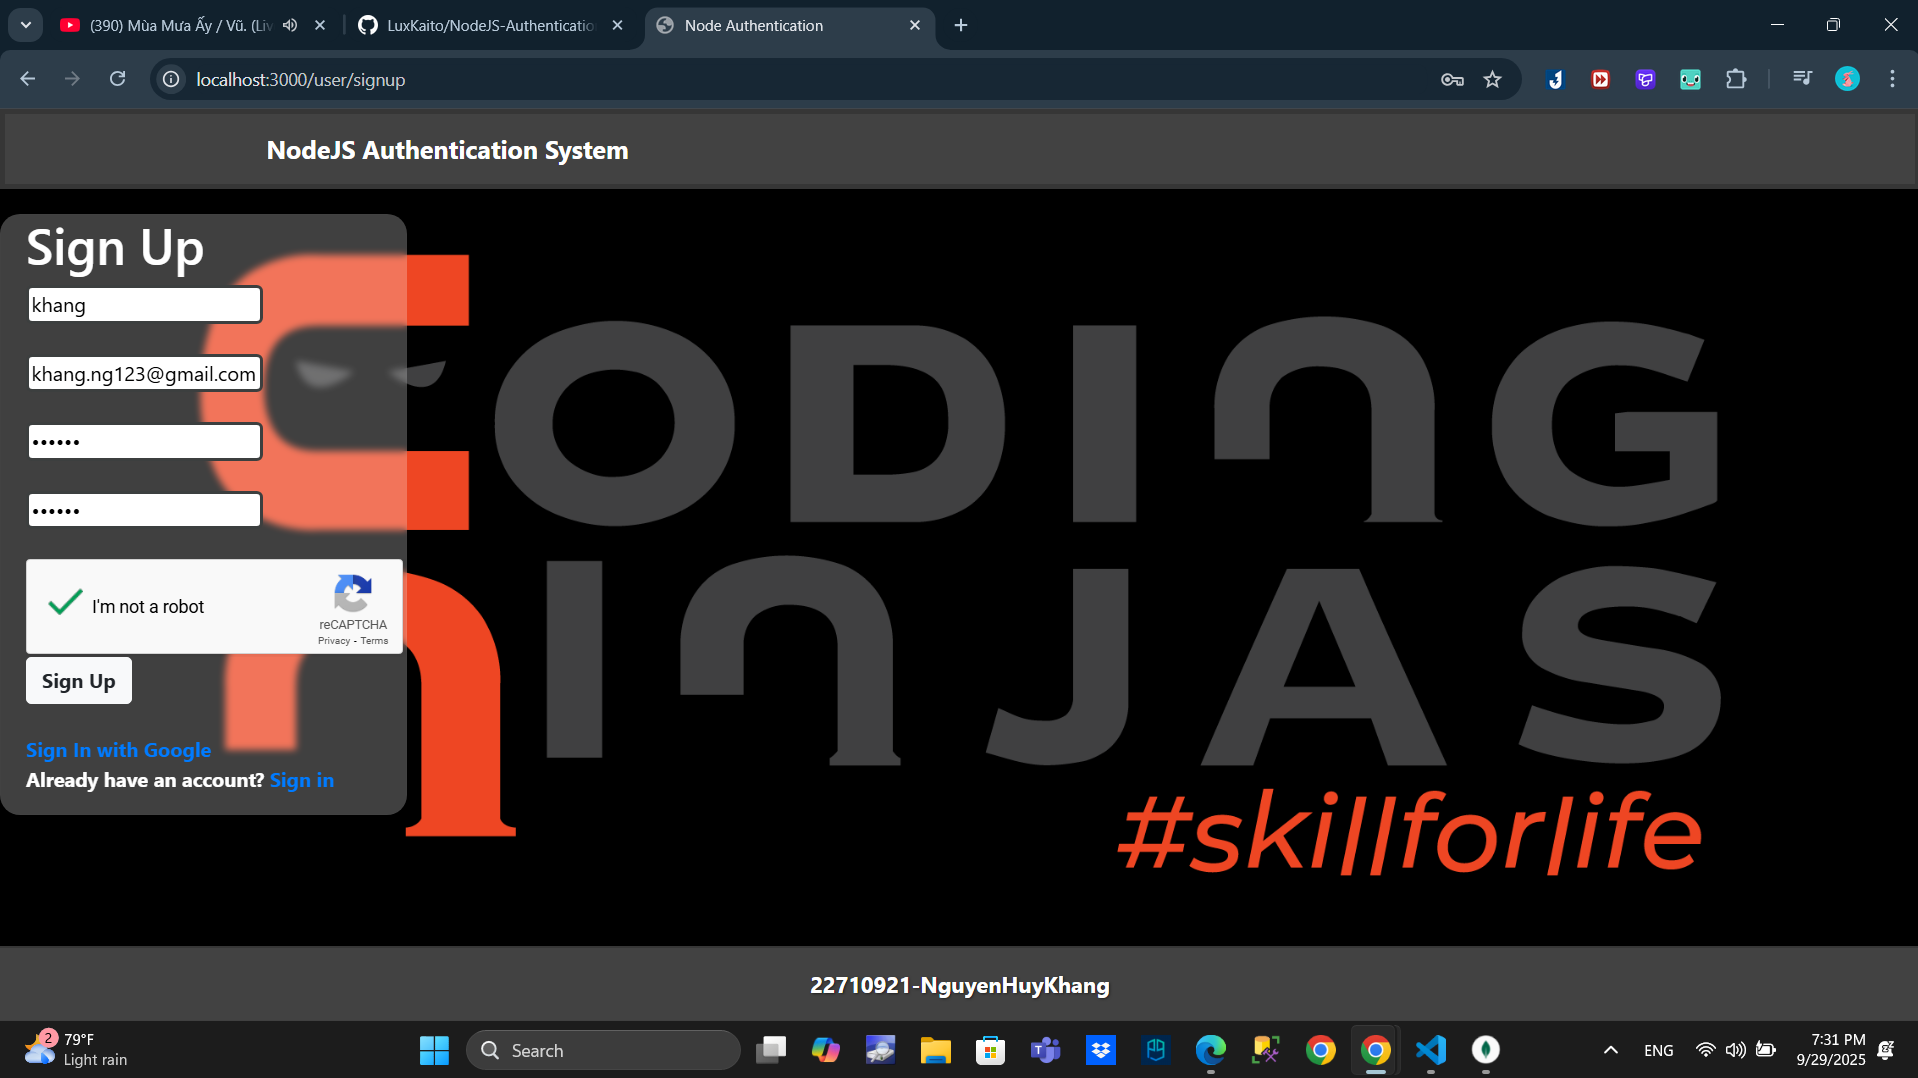 (390) Mùa Mưa Ấy / Vũ. (Liv
LuxKaito/NodeJS-Authenticatio
Node Authentication
localhost:3000/user/signup
NodeJS Authentication System
Sign Up
khang
khang.ng123@gmail.com
••••••
••••••
I'm not a robot
reCAPTCHA
Privacy - Terms
Sign Up
Sign In with Google
Already have an account? Sign in
CODING
NINJAS
#skillforlife
22710921-NguyenHuyKhang
2
79°F
Light rain
Search
ENG
7:31 PM
9/29/2025